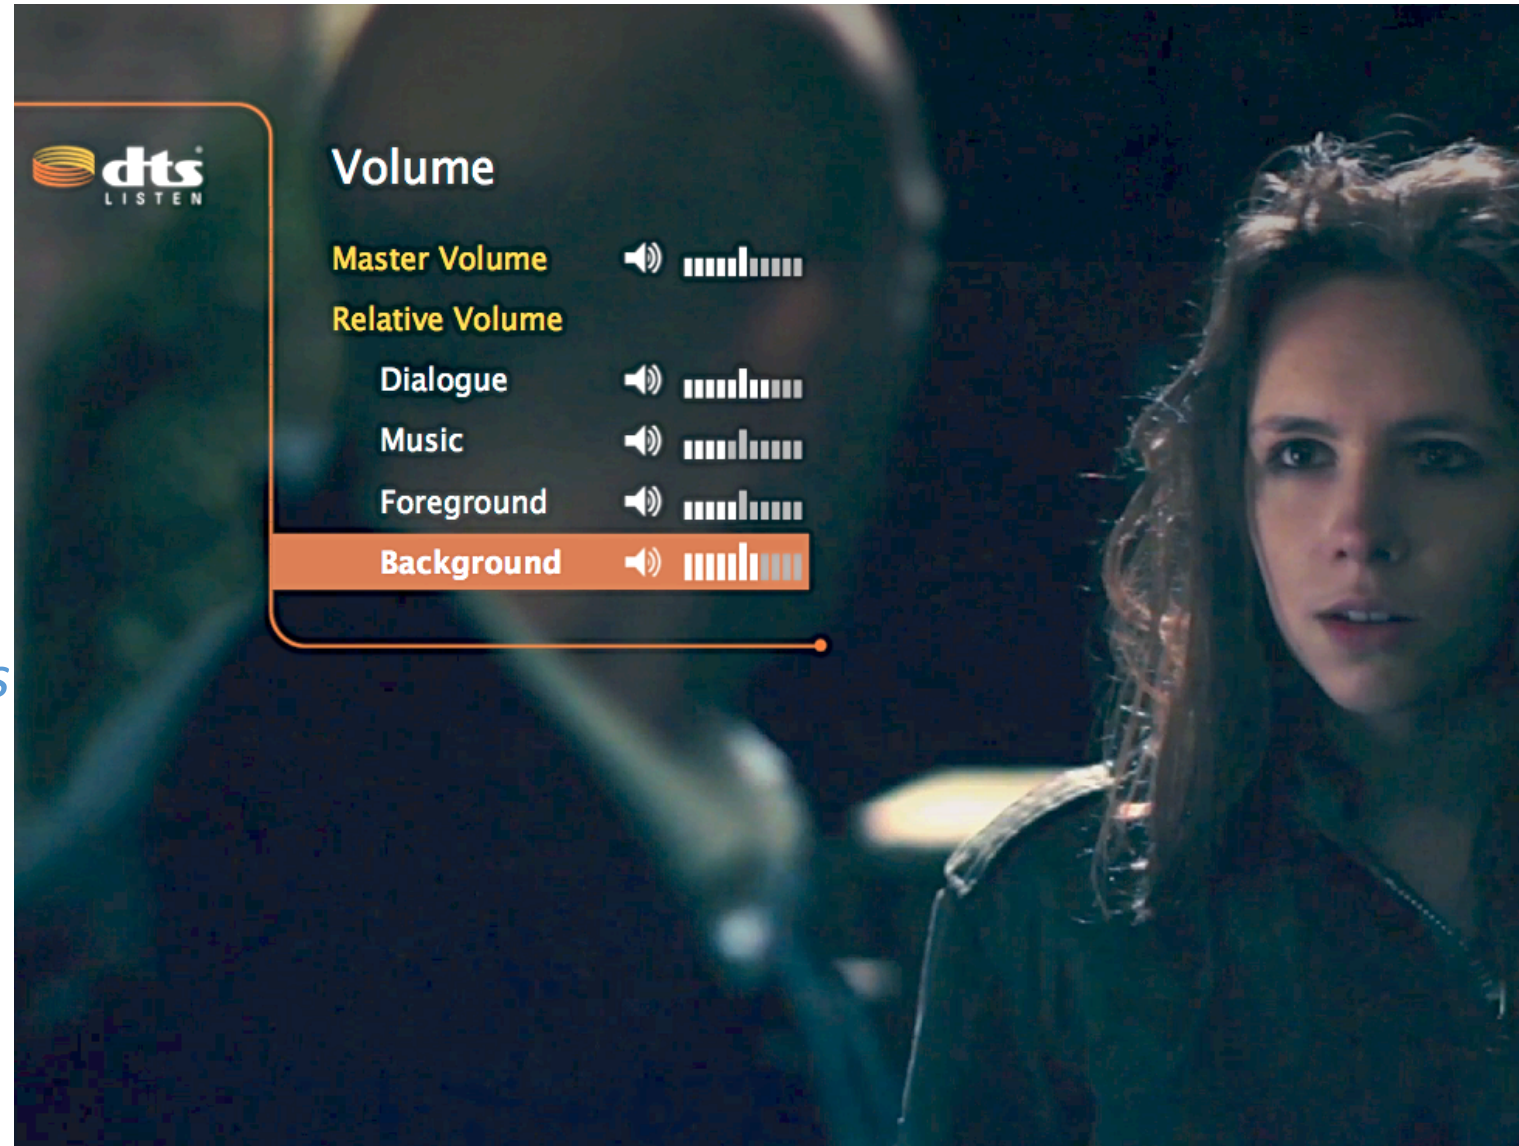 dts
LISTEN
Volume
Master Volume
Relative Volume
Dialogue
Music
Foreground
Background
s